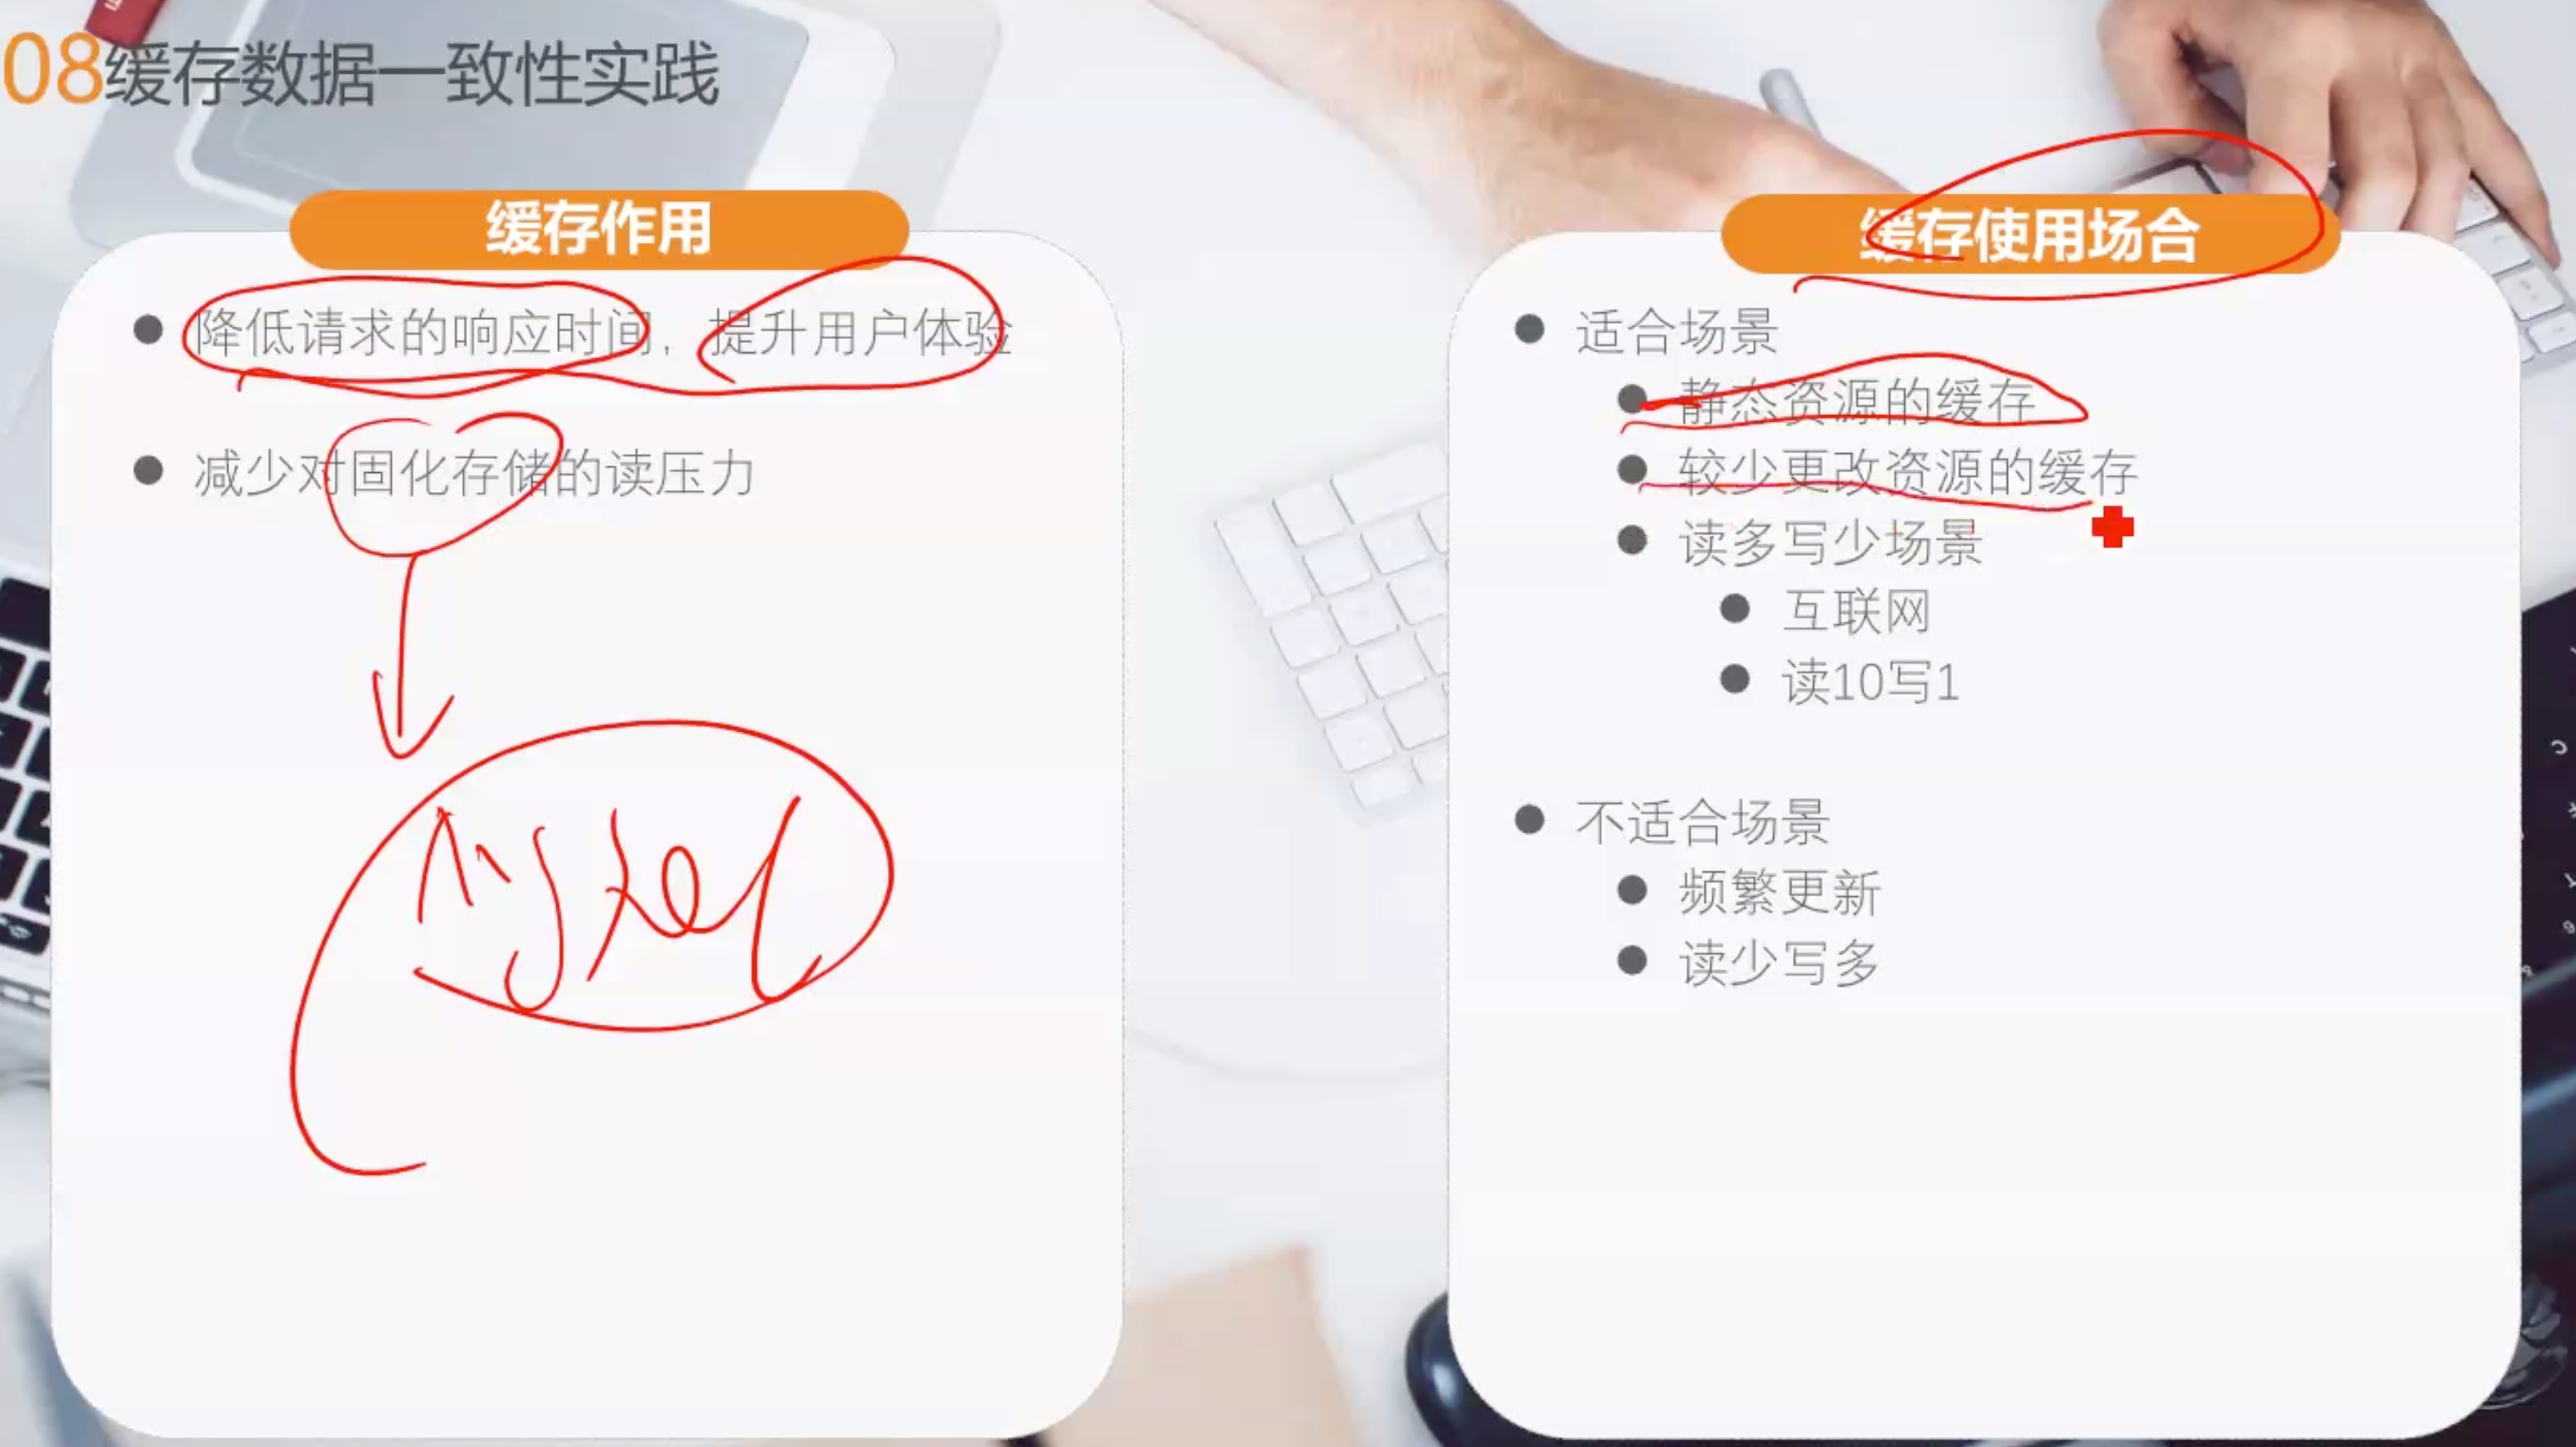 08缓存数据一致性实践
缓存作用
降低请求的响应时间，提升用户体验
减少对固化存储的读压力
缓存使用场合
适合场景
静态资源的缓存
较少更改资源的缓存
读多写少场景
互联网
读10写1
不适合场景
频繁更新
读少写多